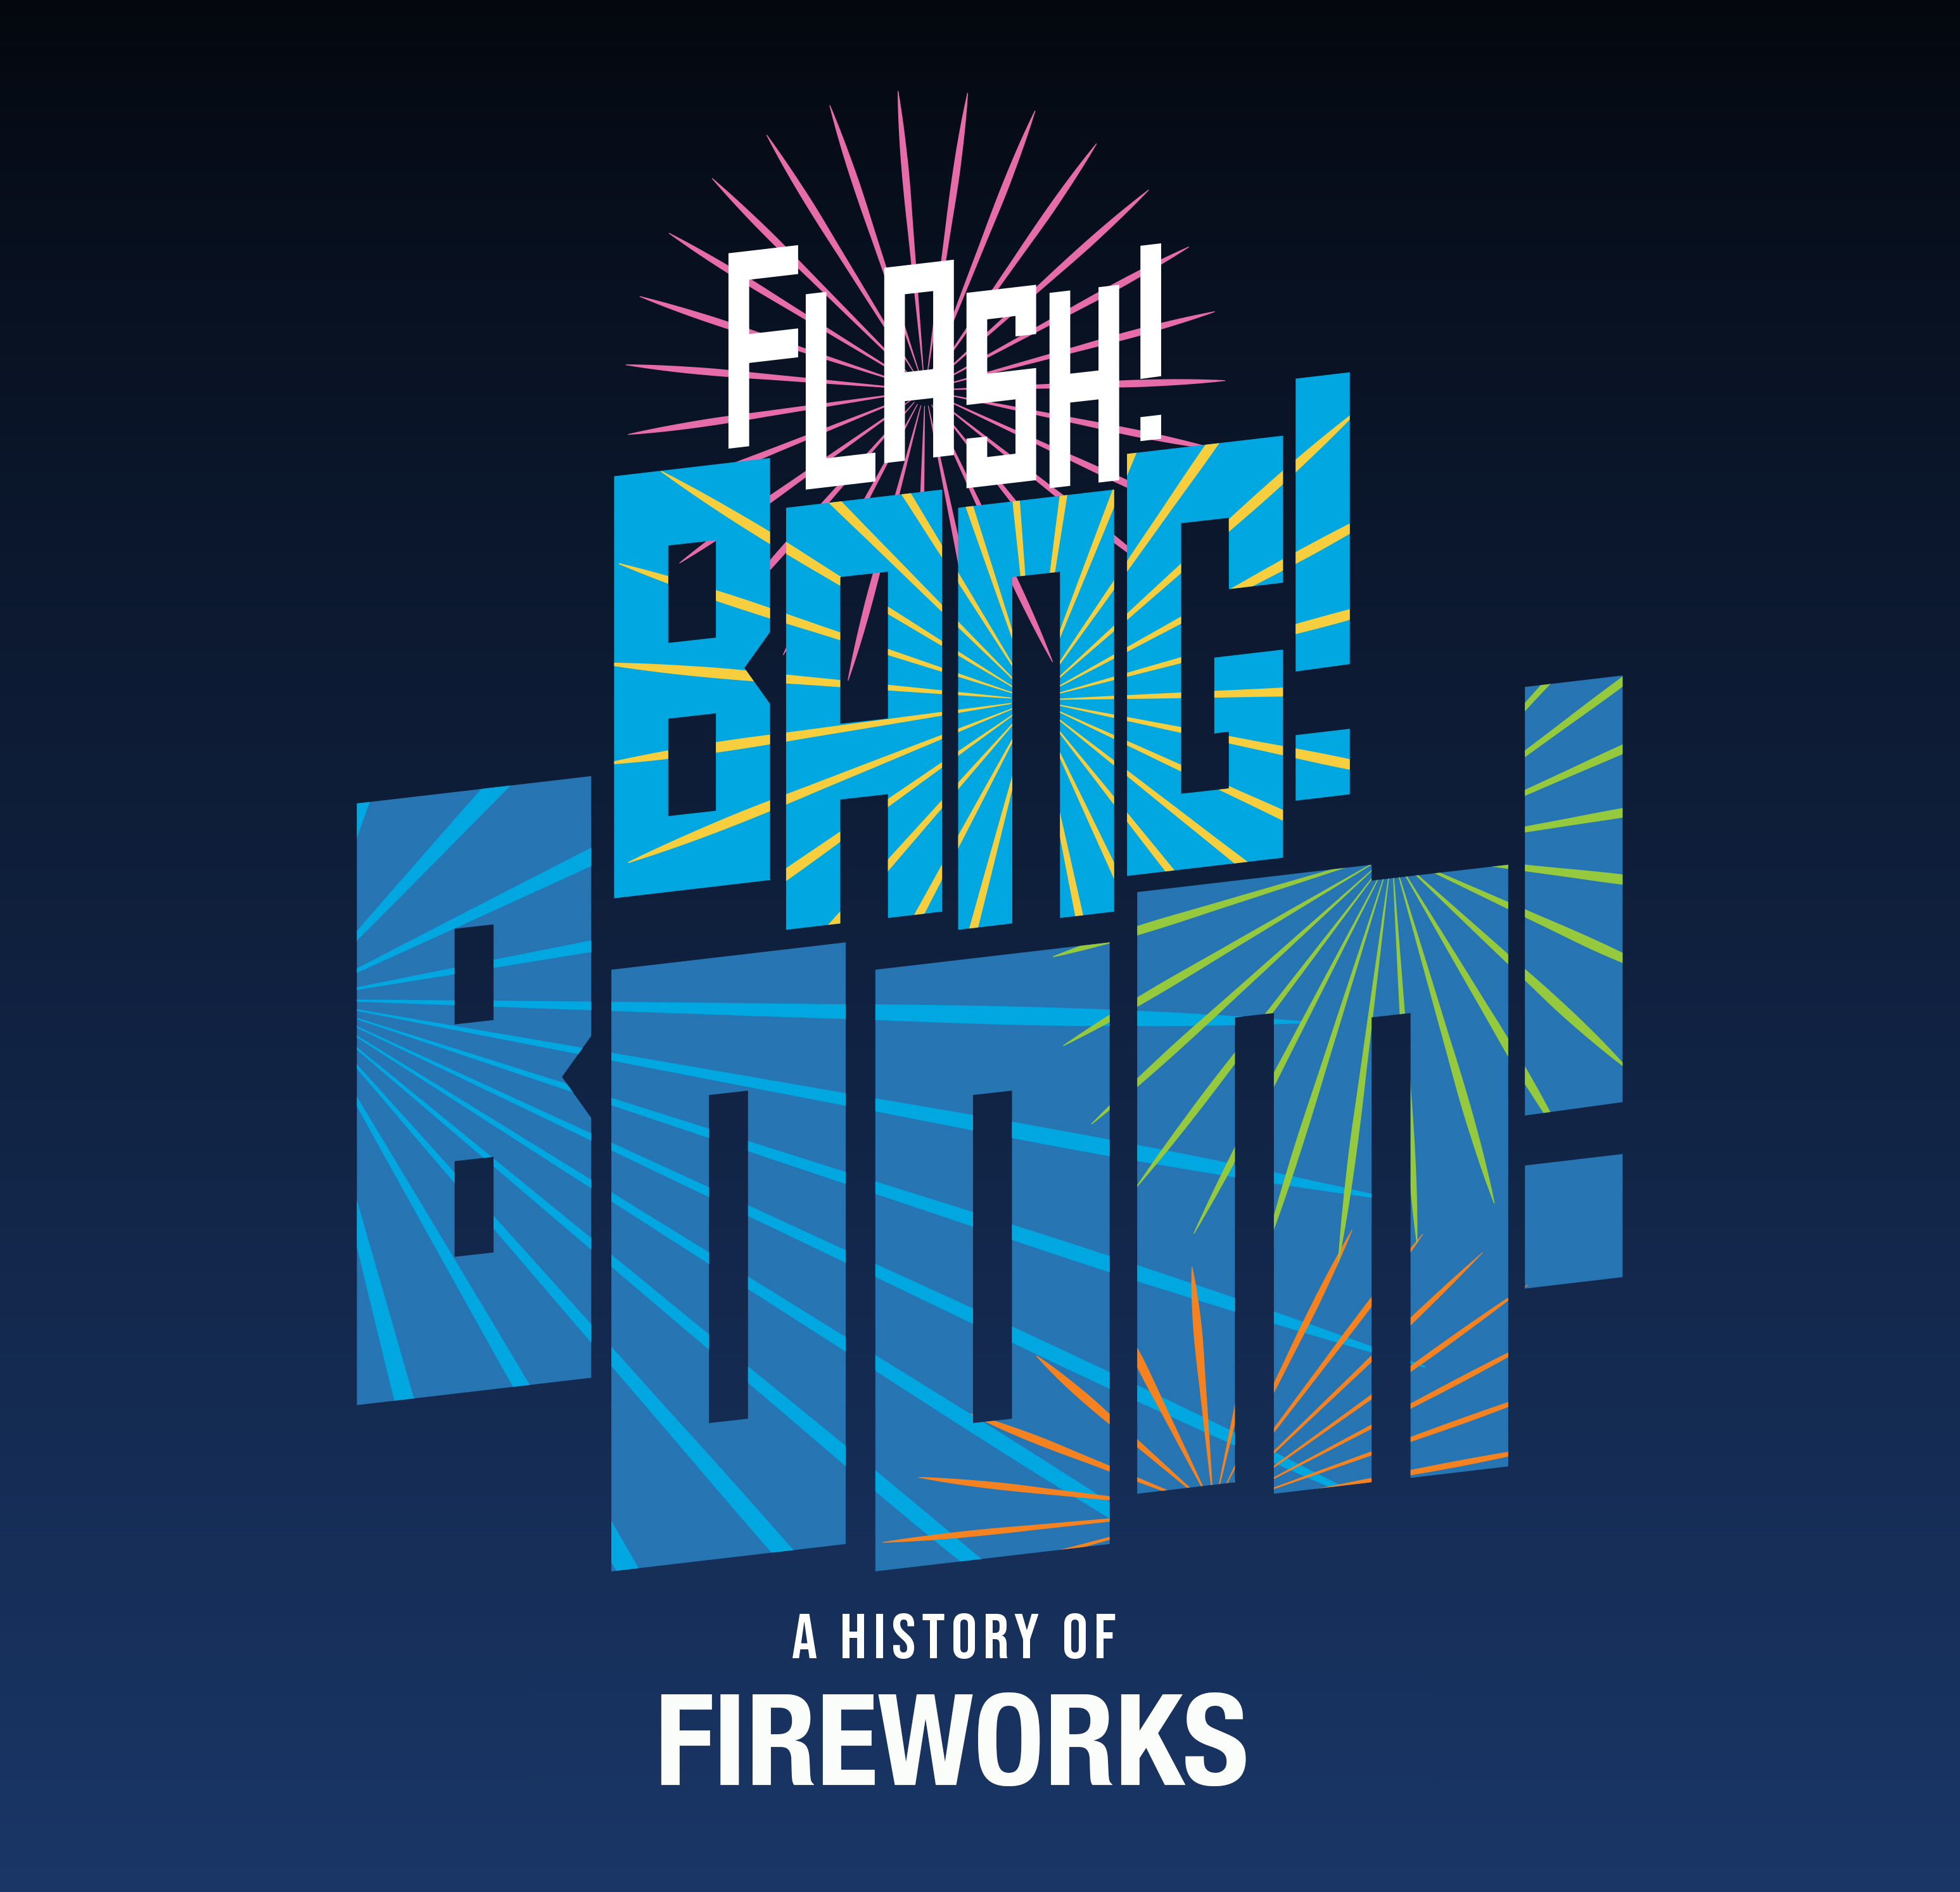 FLASH!
BANG!
BOOM!
A HISTORY OF
FIREWORKS